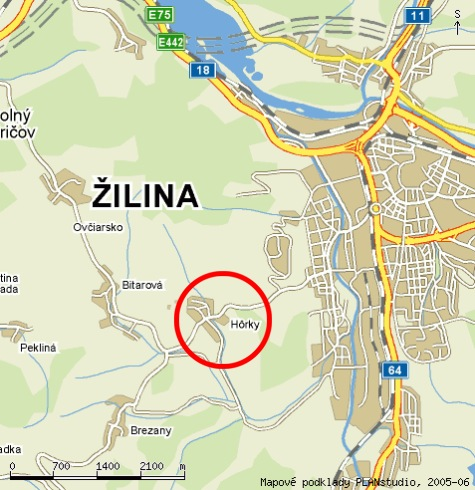 E75
11
S
E442
18
olný
ričov
ŽILINA
Ovčiarsko
tina
ada
Bitarová
Hôrky
Pekliná
64
Brezany
adka
0 700 1400 2100 m
Mapové podklady PLANstudio, 2005-06